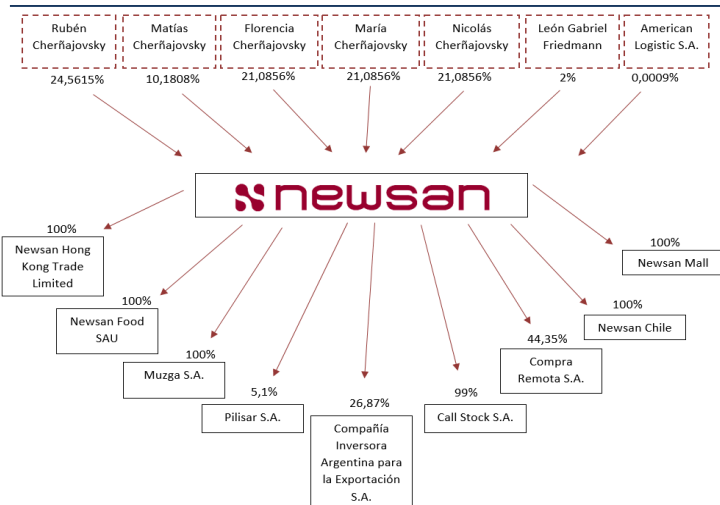 Rubén
Cherñajovsky
Matías
Cherñajovsky
Florencia
Cherñajovsky
María
Cherñajovsky
Nicolás
Cherñajovsky
León Gabriel
Friedmann
American
Logistic S.A.
24,5615%
10,1808%
21,0856%
21,0856%
21,0856%
2%
0,0009%
newsan
100%
Newsan Hong
Kong Trade
Limited
100%
Newsan Food
SAU
100%
Muzga S.A.
5,1%
Pilisar S.A.
26,87%
Compañía
Inversora
Argentina para
la Exportación
S.A.
99%
Call Stock S.A.
44,35%
Compra
Remota S.A.
100%
Newsan Chile
100%
Newsan Mall